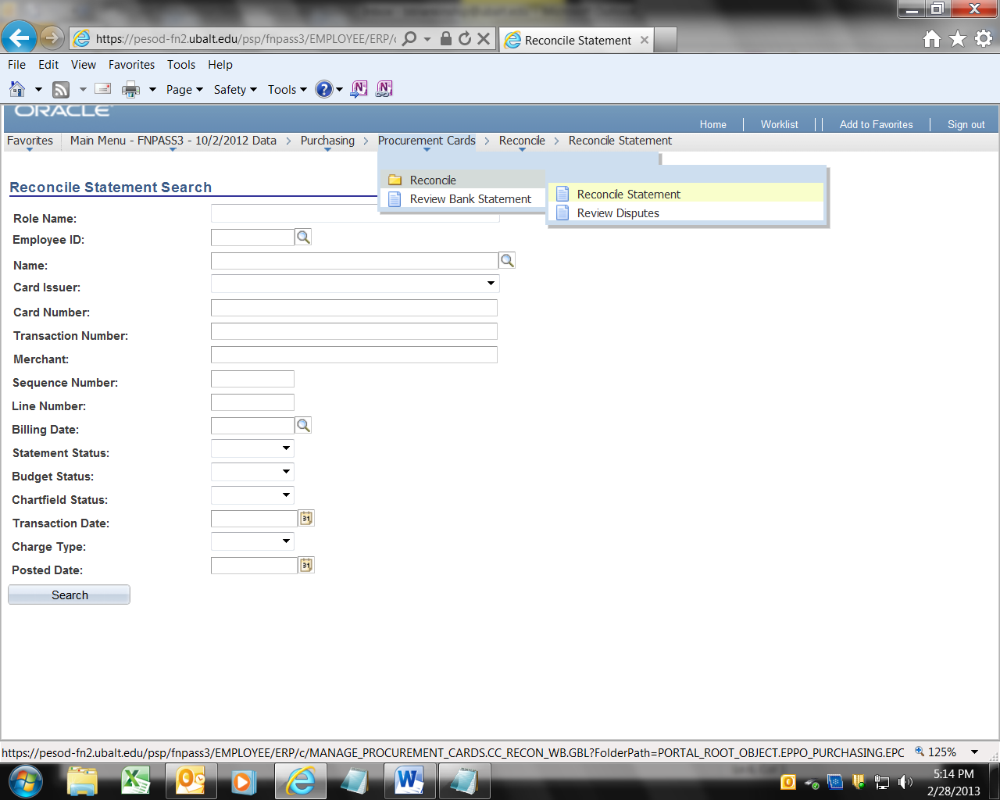 https://pesod-fn2.ubalt.edu/psp/fnpass3/EMPLOYEE/ERP/c
Reconcile Statement
File Edit View Favorites Tools Help
Page Safety Tools
ORACLE
Home Worklist Add to Favorites Sign out
Favorites Main Menu - FNPASS3 - 10/2/2012 Data > Purchasing > Procurement Cards > Reconcile > Reconcile Statement
Reconcile
Review Bank Statement
Reconcile Statement
Review Disputes
Reconcile Statement Search
Role Name:
Employee ID:
Name:
Card Issuer:
Card Number:
Transaction Number:
Merchant:
Sequence Number:
Line Number:
Billing Date:
Statement Status:
Budget Status:
Chartfield Status:
Transaction Date:
31
Charge Type:
Posted Date:
31
Search
https://pesod-fn2.ubalt.edu/psp/fnpass3/EMPLOYEE/ERP/c/MANAGE_PROCUREMENT_CARDS.CC_RECON_WB.GBL?FolderPath=PORTAL_ROOT_OBJECT.EPPO_PURCHASING.EPC
125%
5:14 PM
2/28/2013